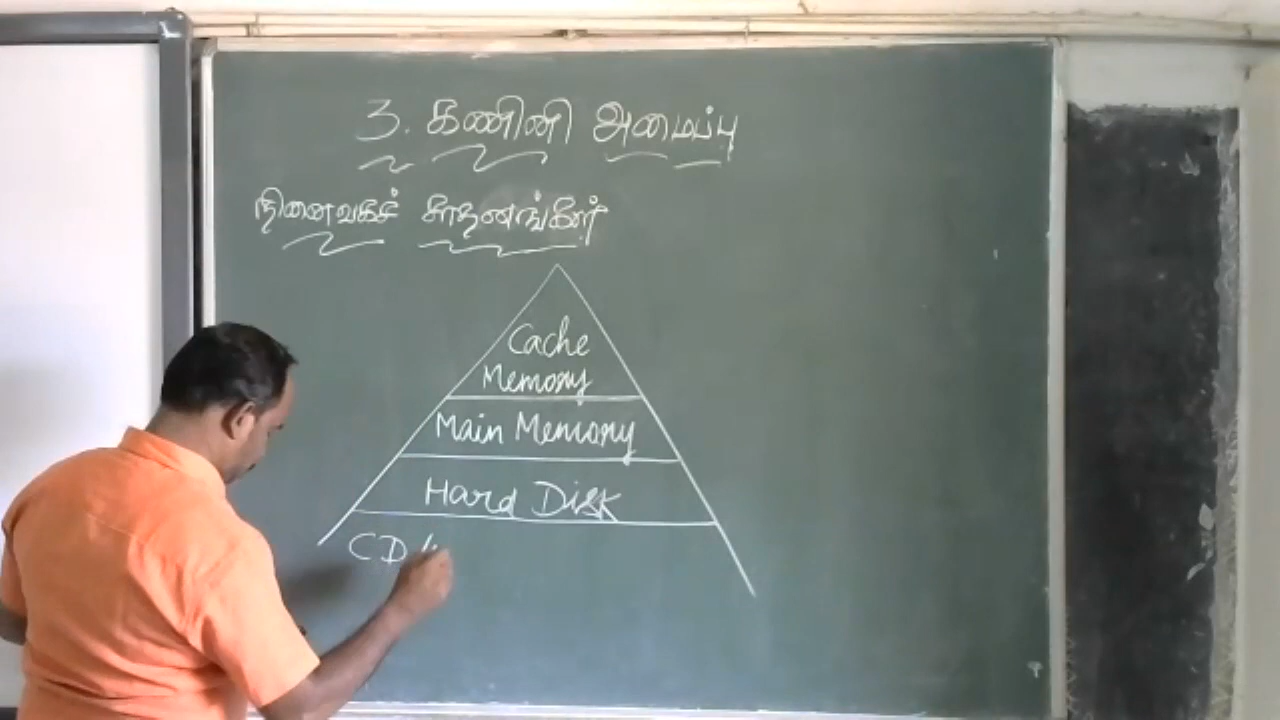 3. கணினி அமைப்பு
நினைவகச் சாதனங்கள்
Cache
Memory
Main Memory
Hard Disk
CD